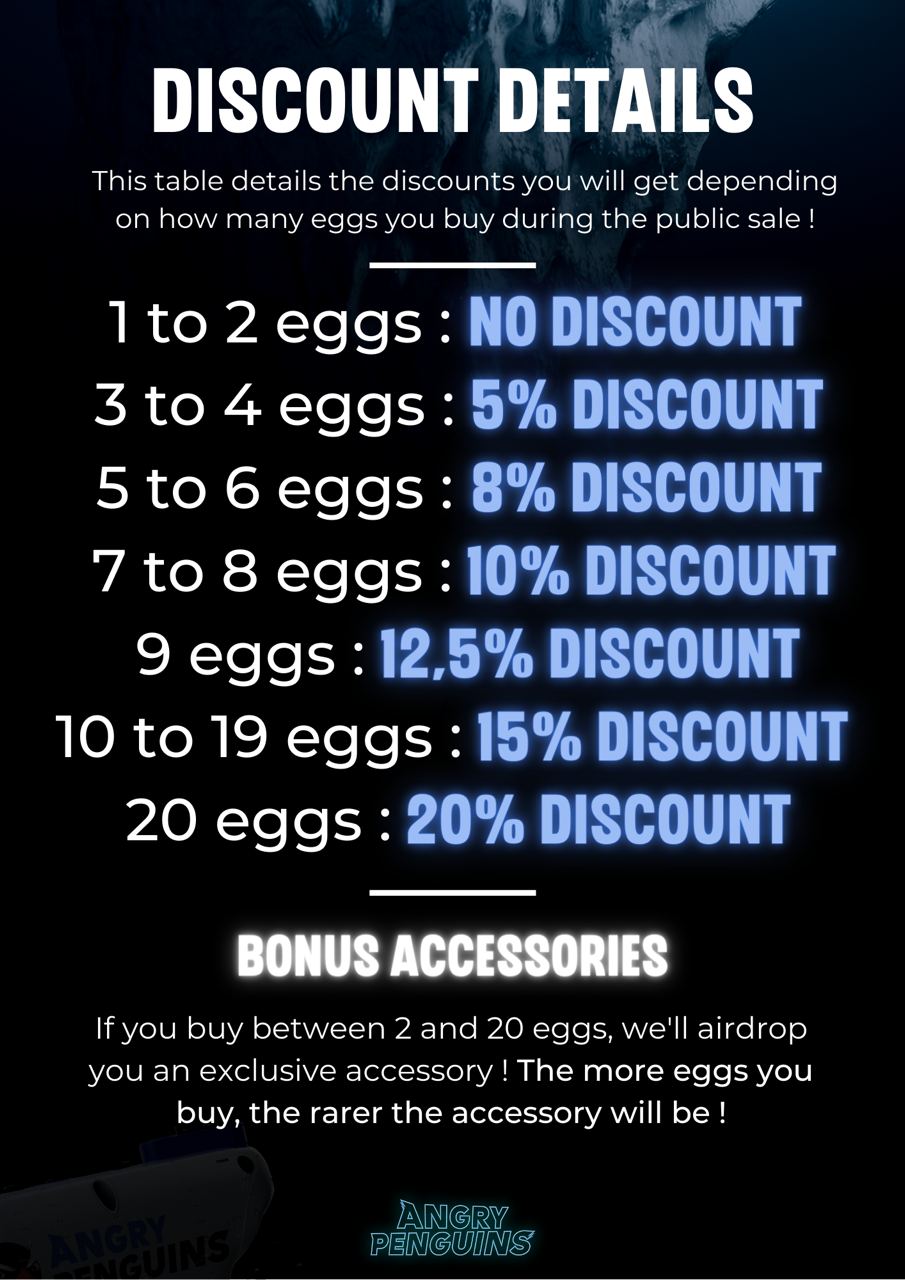 DISCOUNT DETAILS
This table details the discounts you will get depending
on how many eggs you buy during the public sale !
1 to 2 eggs : NO DISCOUNT
3 to 4 eggs : 5% DISCOUNT
5 to 6 eggs : 8% DISCOUNT
7 to 8 eggs : 10% DISCOUNT
9 eggs : 12,5% DISCOUNT
10 to 19 eggs : 15% DISCOUNT
20 eggs : 20% DISCOUNT
BONUS ACCESSORIES
If you buy between 2 and 20 eggs, we'll airdrop
you an exclusive accessory ! The more eggs you
buy, the rarer the accessory will be !
ANGRY
PENGUINS
ANGRY
PENGUINS